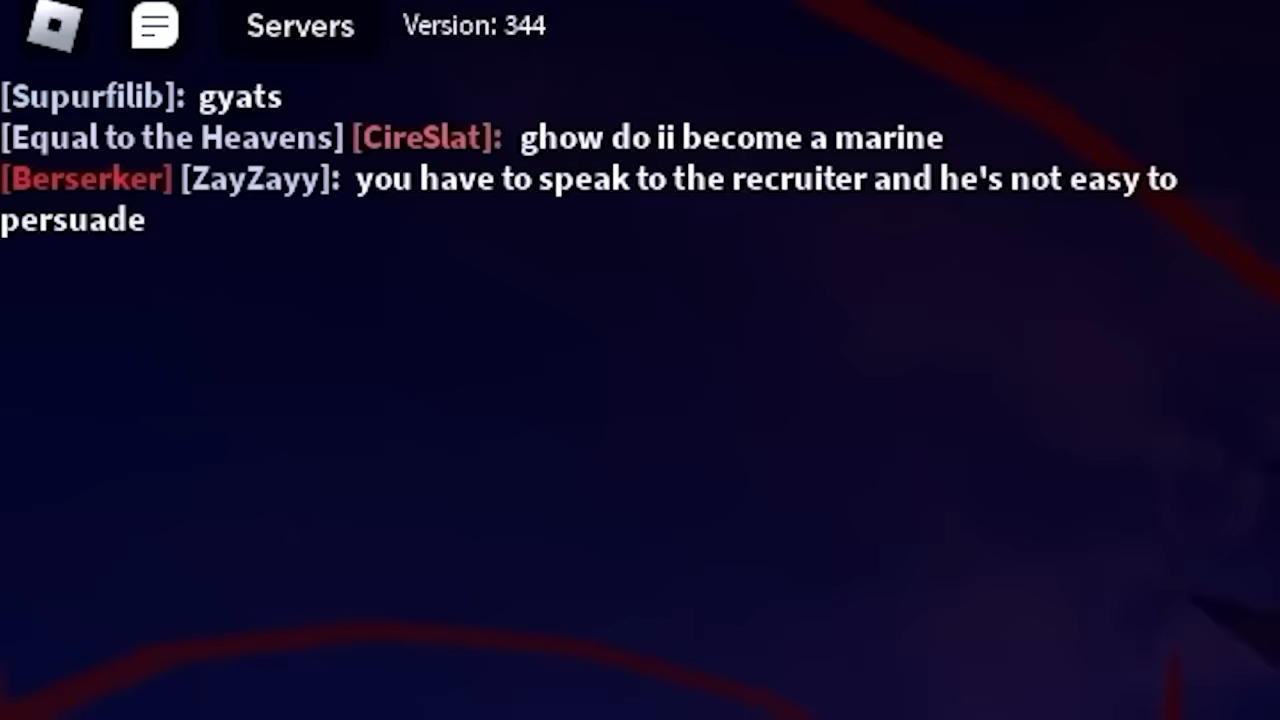 Servers Version: 344
[Supurfilib]: gyats
[Equal to the Heavens] [CireSlat]: ghow do ii become a marine
[Berserker] [ZayZayy]: you have to speak to the recruiter and he's not easy to
persuade